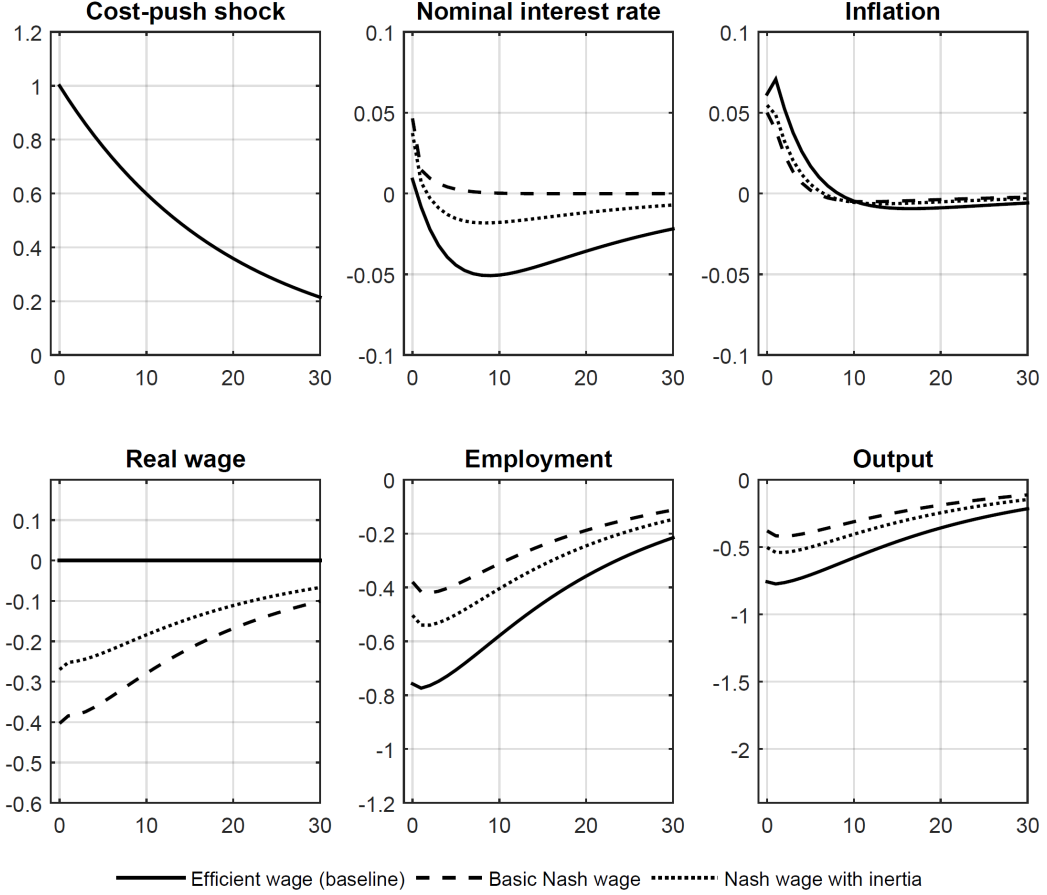 Cost-push shock
1.2
1
0.8
0.6
0.4
0.2
0
0 10 20 30
Nominal interest rate
0.1
0.05
0
-0.05
-0.1
0 10 20 30
Inflation
0.1
0.05
0
-0.05
-0.1
0 10 20 30
Real wage
0.1
0
-0.1
-0.2
-0.3
-0.4
-0.5
-0.6
0 10 20 30
Employment
0
-0.2
-0.4
-0.6
-0.8
-1
-1.2
0 10 20 30
Output
0
-0.5
-1
-1.5
-2
0 10 20 30
Efficient wage (baseline) Basic Nash wage Nash wage with inertia